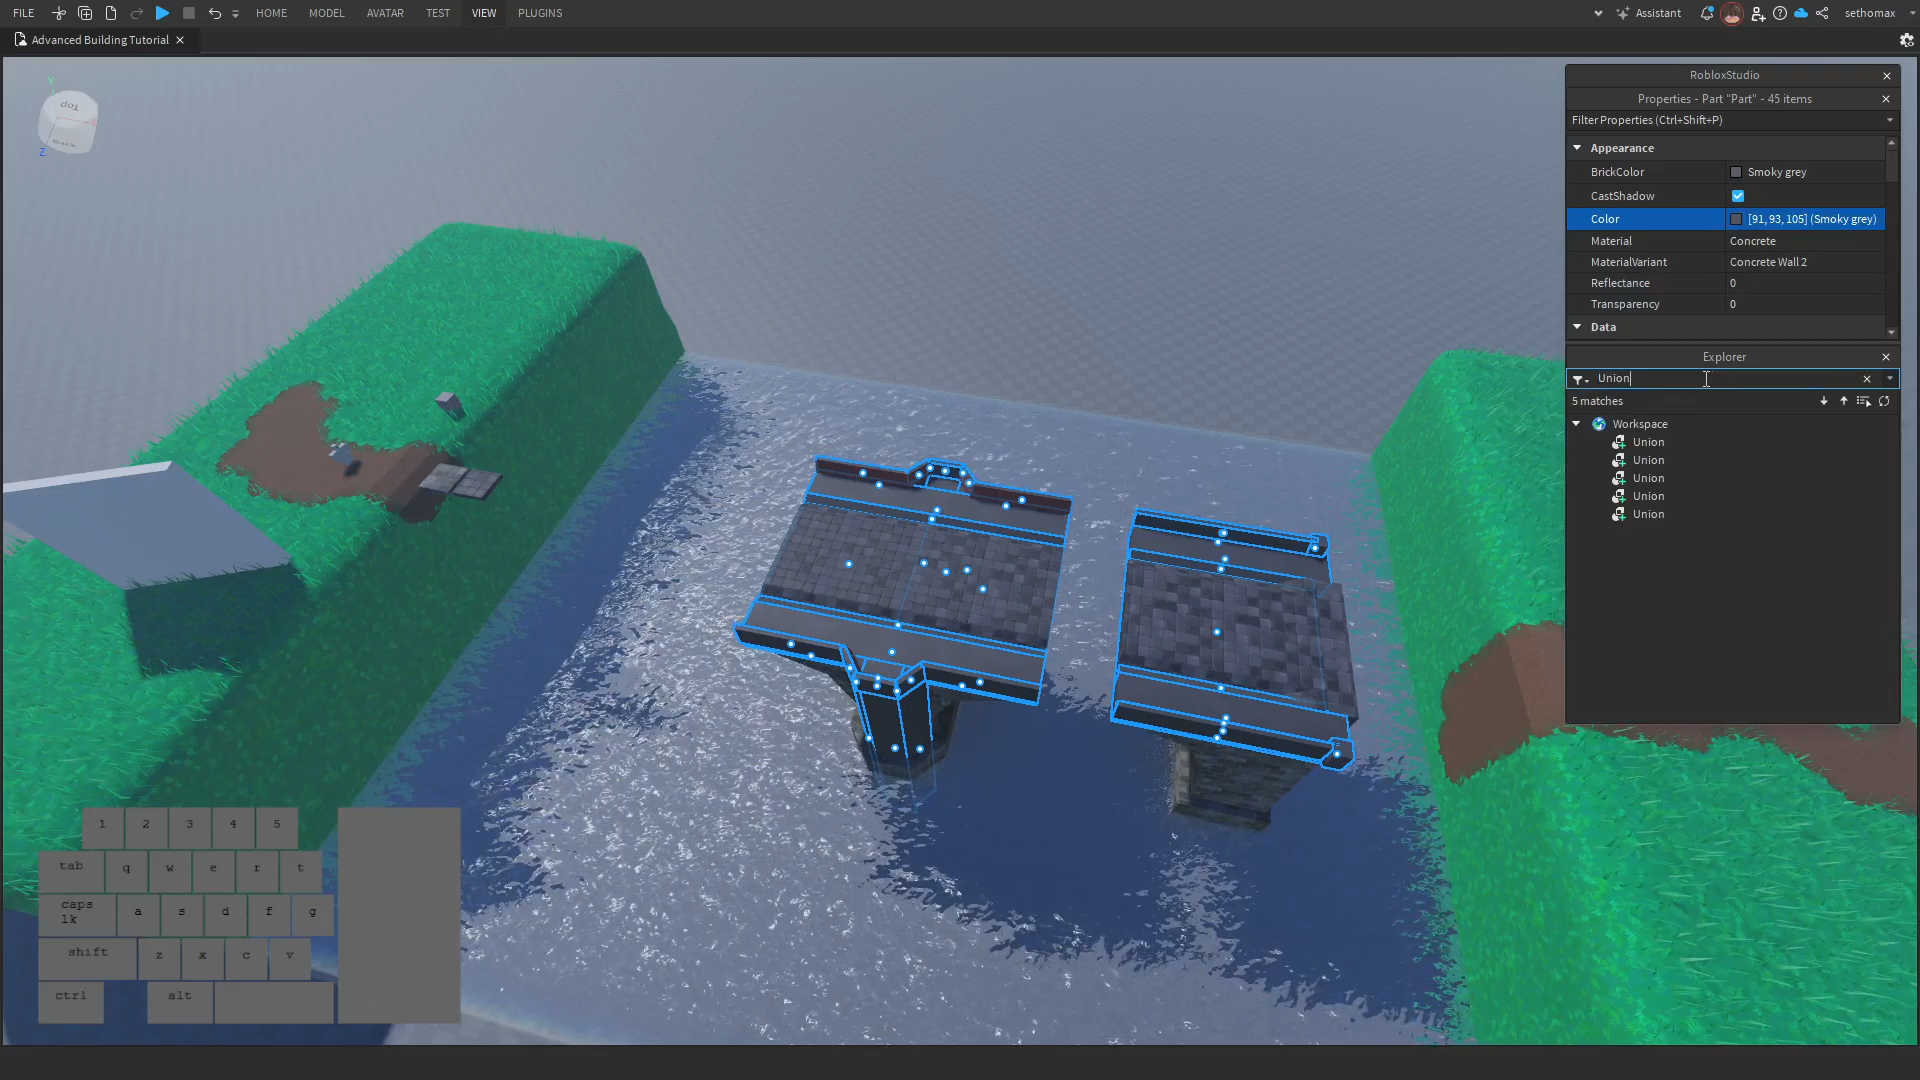 FILE
HOME
MODEL
AVATAR
TEST
VIEW
PLUGINS
Assistant
sethomax
Advanced Building Tutorial
Y
Top
Back
Z
RobloxStudio
Properties - Part "Part" - 45 items
Filter Properties (Ctrl+Shift+P)
Appearance
BrickColor Smoky grey
CastShadow
Color [91, 93, 105] (Smoky grey)
Material Concrete
MaterialVariant Concrete Wall 2
Reflectance 0
Transparency 0
Data
Explorer
Union
5 matches
Workspace
Union
Union
Union
Union
Union
1 2 3 4 5
tab q w e r t
caps
lk a s d f g
shift z x c v
ctrl alt